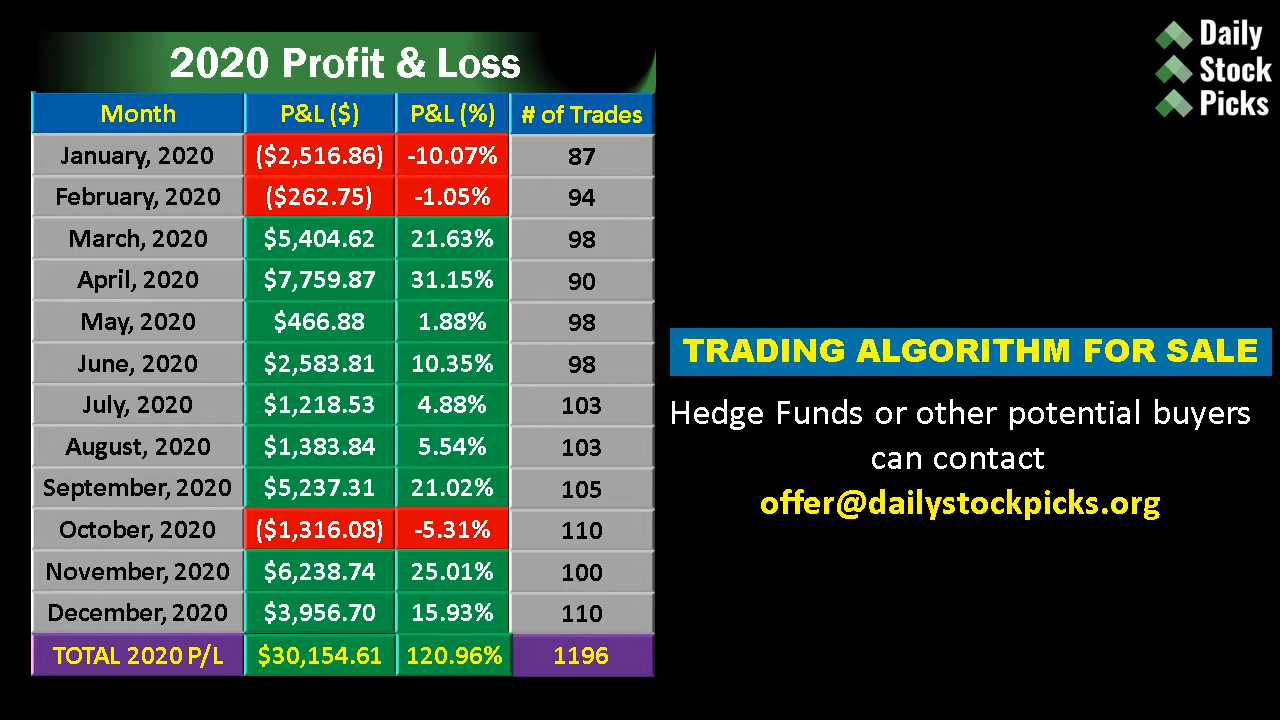 2020 Profit & Loss
Month P&L ($) P&L (%) # of Trades
January, 2020 ($2,516.86) -10.07% 87
February, 2020 ($262.75) -1.05% 94
March, 2020 $5,404.62 21.63% 98
April, 2020 $7,759.87 31.15% 90
May, 2020 $466.88 1.88% 98
June, 2020 $2,583.81 10.35% 98
July, 2020 $1,218.53 4.88% 103
August, 2020 $1,383.84 5.54% 103
September, 2020 $5,237.31 21.02% 105
October, 2020 ($1,316.08) -5.31% 110
November, 2020 $6,238.74 25.01% 100
December, 2020 $3,956.70 15.93% 110
TOTAL 2020 P/L $30,154.61 120.96% 1196
Daily
Stock
Picks
TRADING ALGORITHM FOR SALE
Hedge Funds or other potential buyers
can contact
offer@dailystockpicks.org